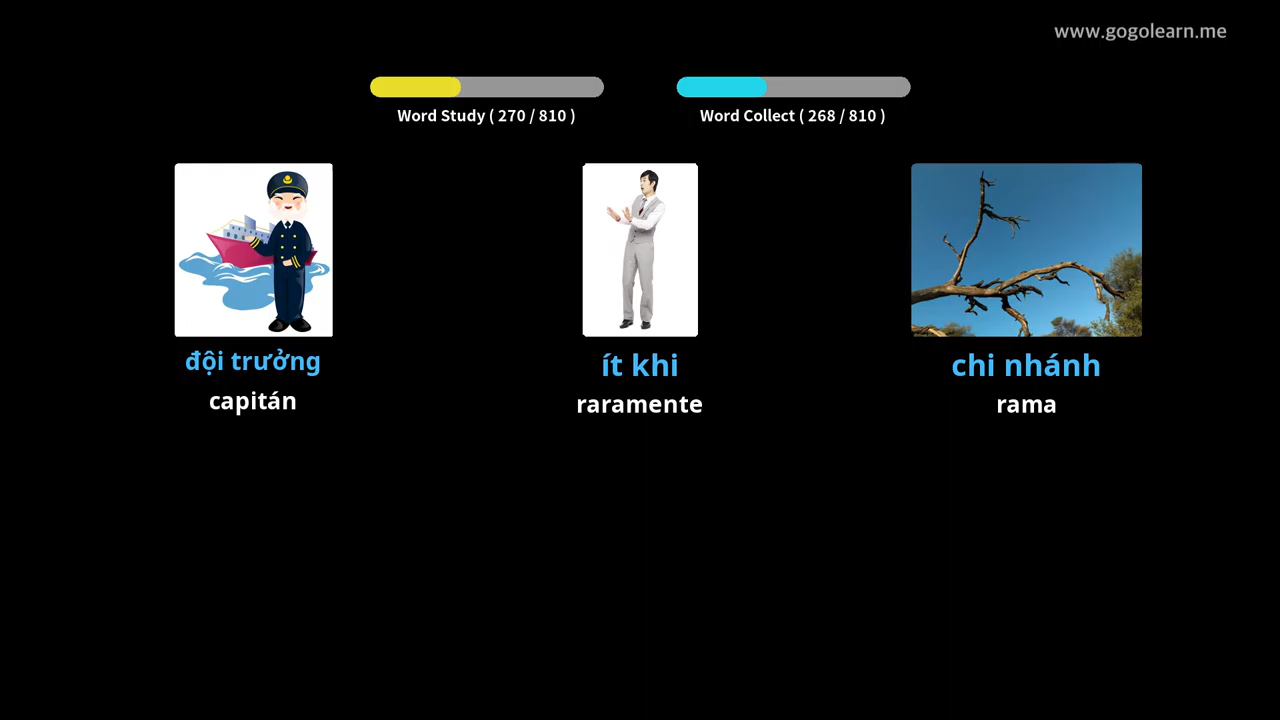 www.gogolearn.me
Word Study ( 270 / 810 )
Word Collect ( 268 / 810 )
đội trưởng
capitán
ít khi
raramente
chi nhánh
rama